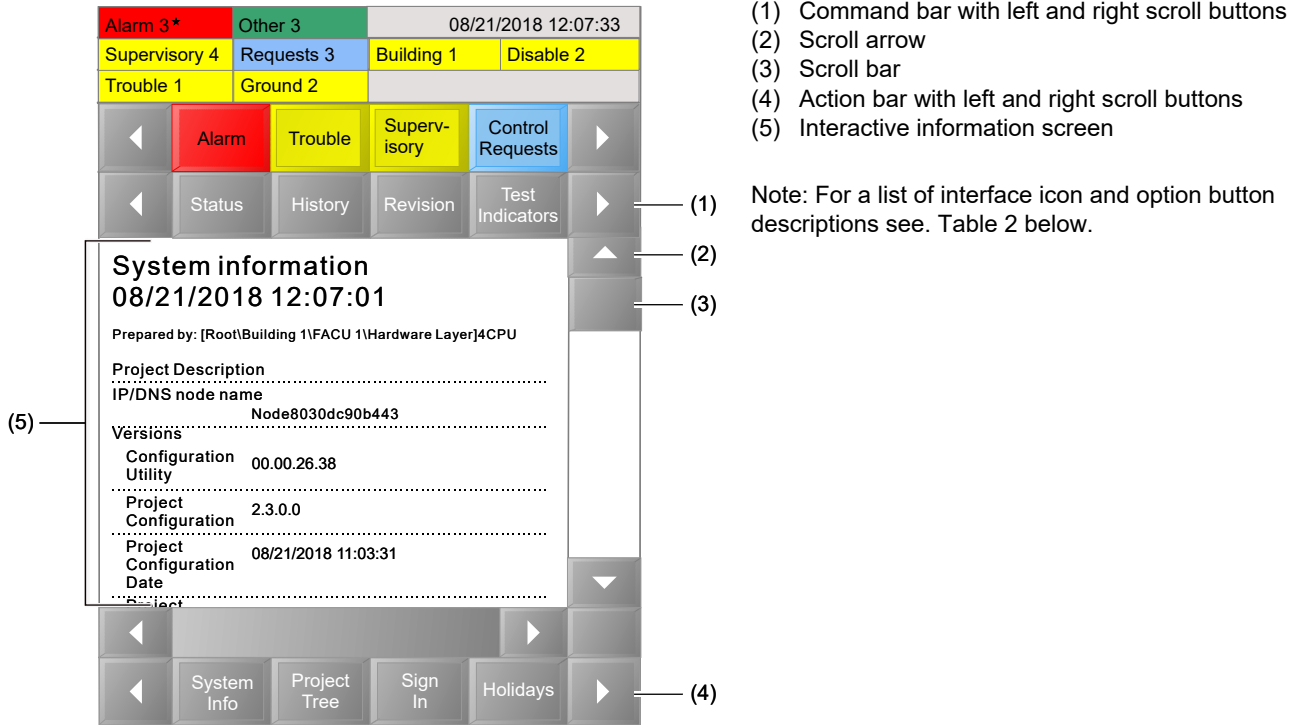 Alarm 3★ Other 3 08/21/2018 12:07:33
Supervisory 4 Requests 3 Building 1 Disable 2
Trouble 1 Ground 2
Alarm Trouble Superv-
isory Control
Requests
Status History Revision Test
Indicators
(1)
(2)
(3)
System information
08/21/2018 12:07:01
Prepared by: [Root\Building 1\FACU 1\Hardware Layer]4CPU
Project Description
IP/DNS node name
Node8030dc90b443
Versions
Configuration
Utility
00.00.26.38
Project
Configuration
2.3.0.0
Project
Configuration
Date
08/21/2018 11:03:31
Project
(5)
System
Info
Project
Tree
Sign
In
Holidays
(4)
(1) Command bar with left and right scroll buttons
(2) Scroll arrow
(3) Scroll bar
(4) Action bar with left and right scroll buttons
(5) Interactive information screen
Note: For a list of interface icon and option button
descriptions see. Table 2 below.